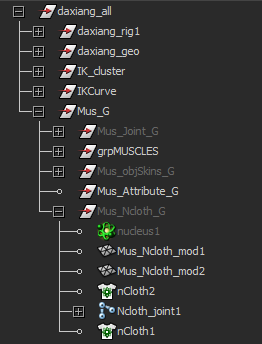 daxiang_all
daxiang_rig1
daxiang_geo
IK_cluster
IKCurve
Mus_G
Mus_Joint_G
grpMUSCLES
Mus_objSkins_G
Mus_Attribute_G
Mus_Ncloth_G
nucleus1
Mus_Ncloth_mod1
Mus_Ncloth_mod2
nCloth2
Ncloth_joint1
nCloth1